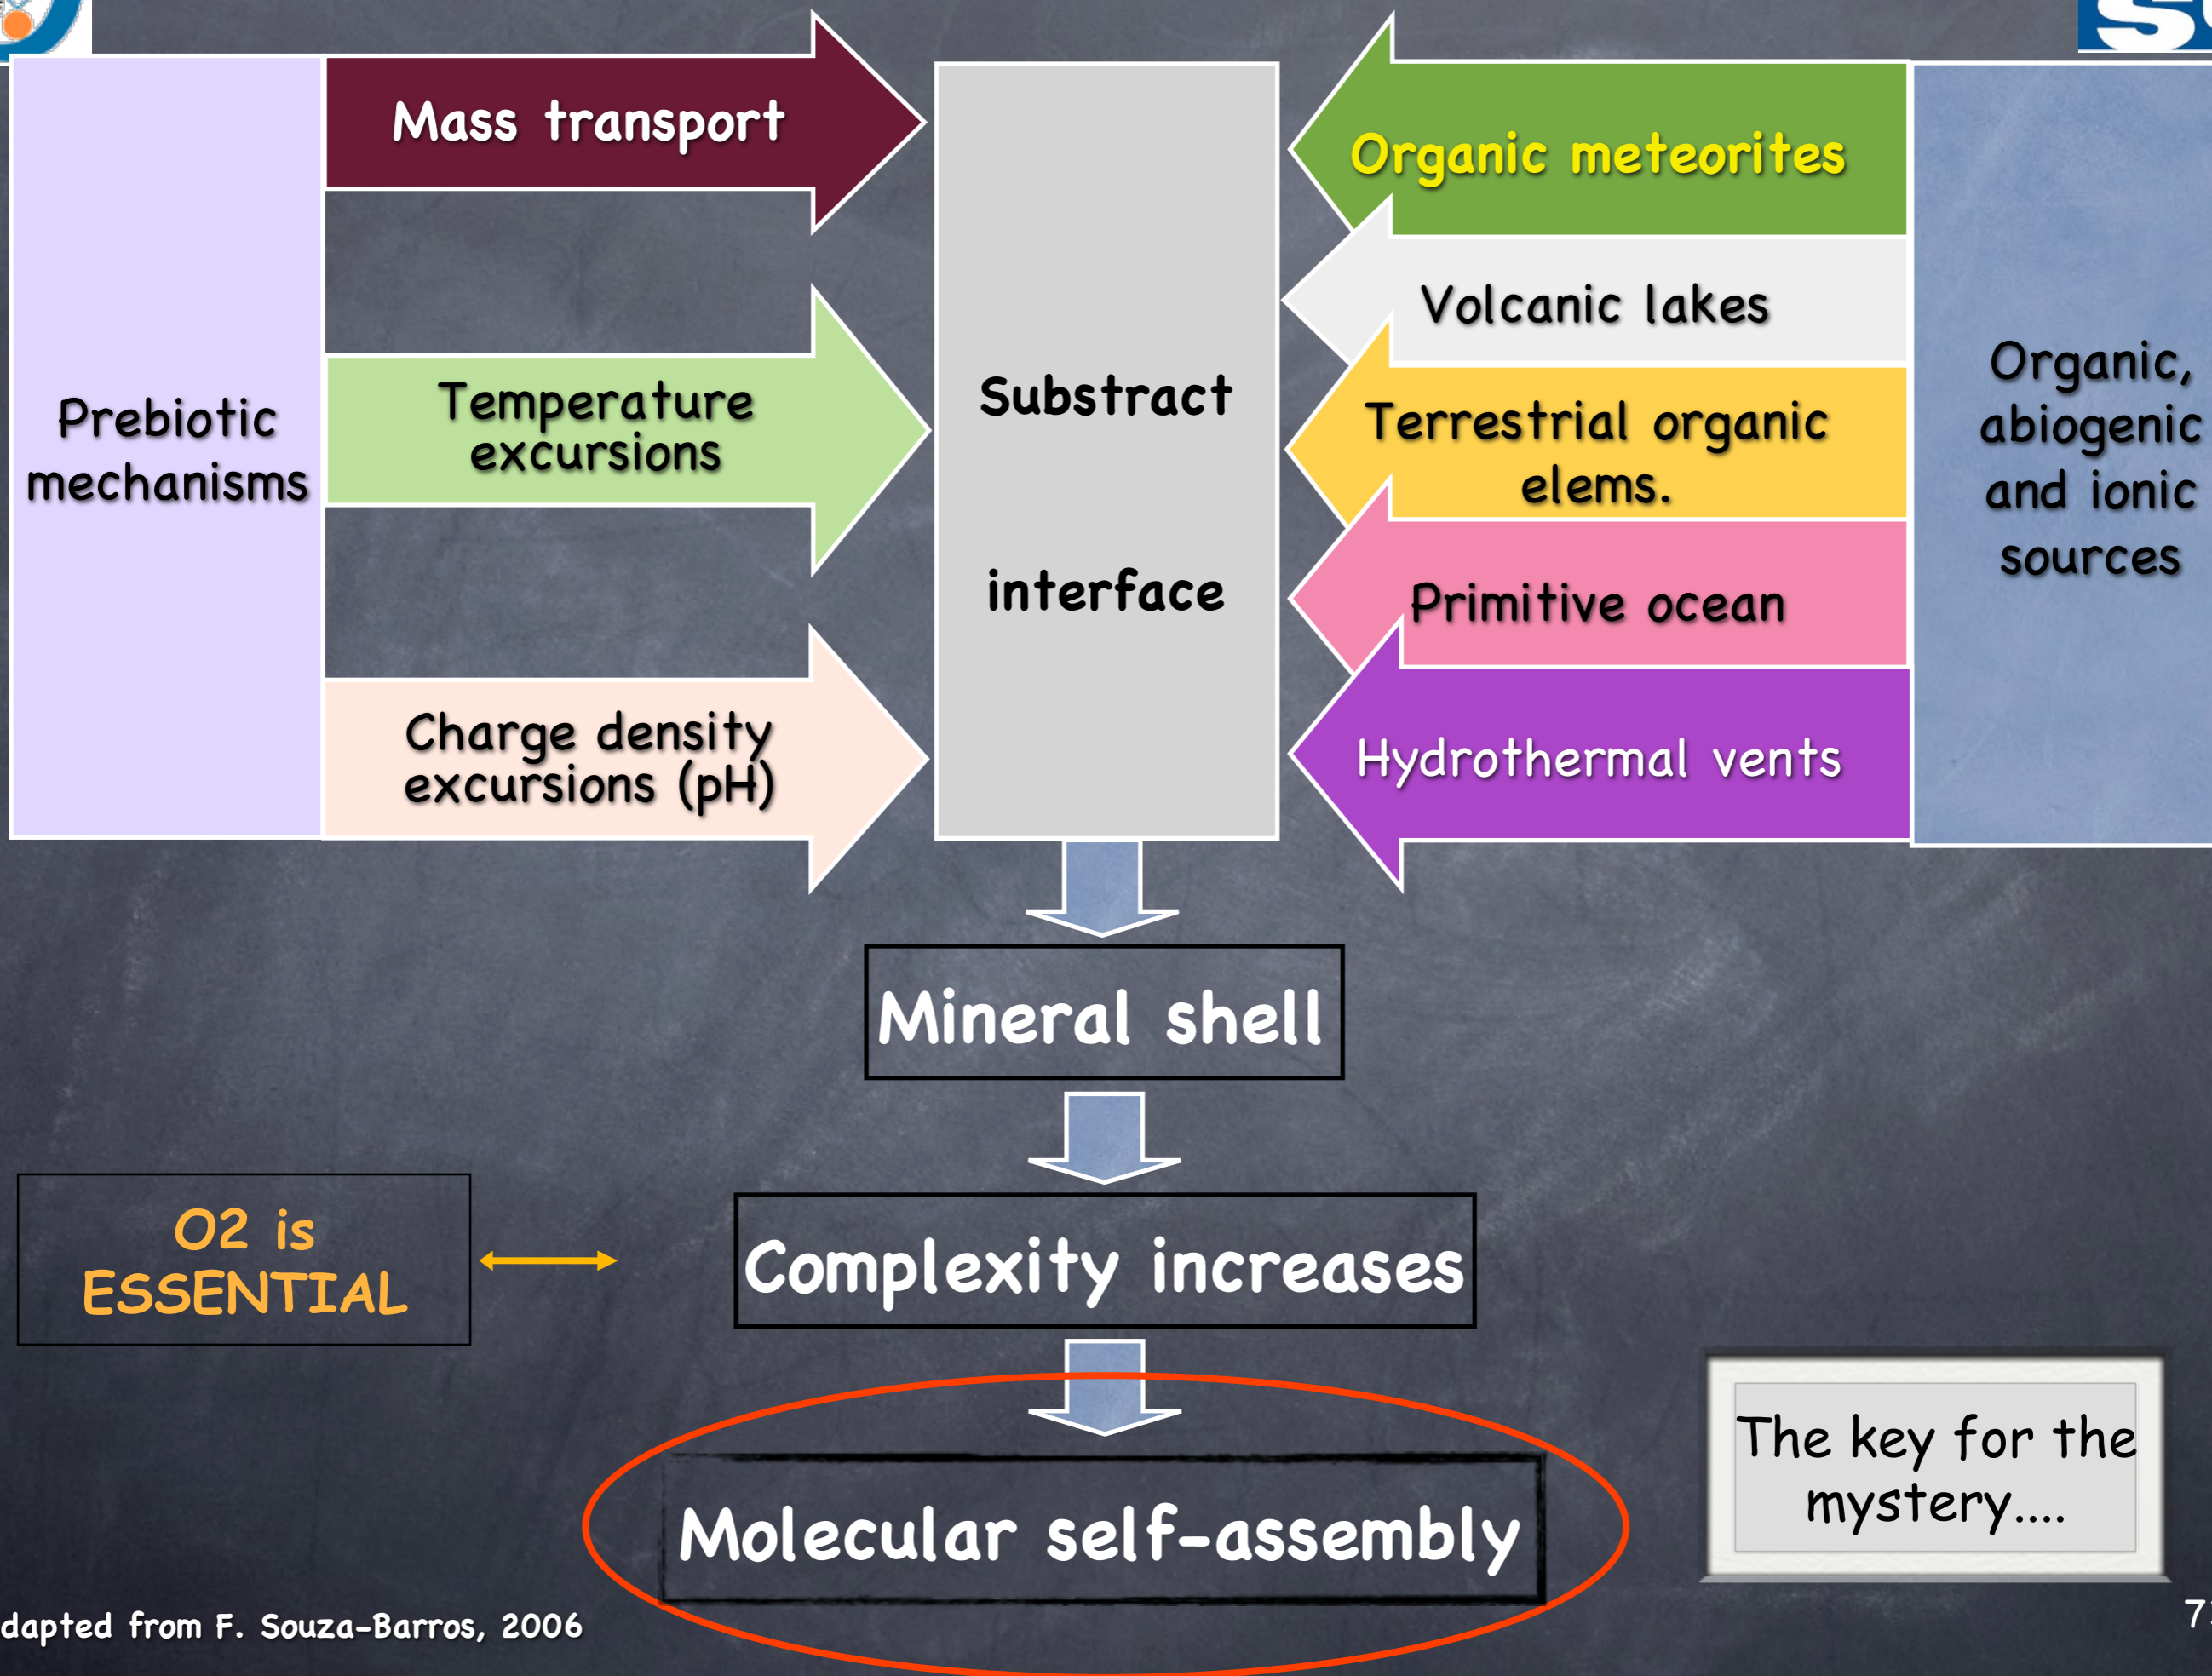 Mass transport
Organic meteorites
Volcanic lakes
Prebiotic
mechanisms
Temperature
excursions
Substract
interface
Terrestrial organic
elems.
Organic,
abiogenic
and ionic
sources
Primitive ocean
Charge density
excursions (pH)
Hydrothermal vents
Mineral shell
O2 is
ESSENTIAL
Complexity increases
The key for the
mystery....
Molecular self-assembly
dapted from F. Souza-Barros, 2006